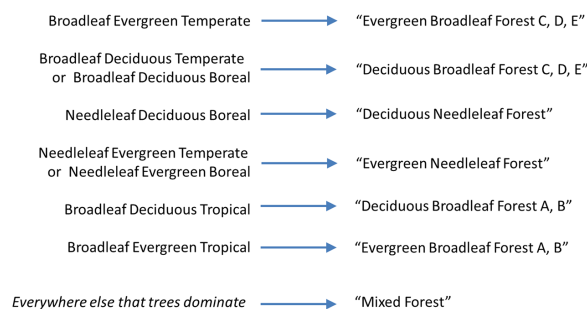 Broadleaf Evergreen Temperate “Evergreen Broadleaf Forest C, D, E”
Broadleaf Deciduous Temperate
or Broadleaf Deciduous Boreal “Deciduous Broadleaf Forest C, D, E”
Needleleaf Deciduous Boreal “Deciduous Needleleaf Forest”
Needleleaf Evergreen Temperate
or Needleleaf Evergreen Boreal “Evergreen Needleleaf Forest”
Broadleaf Deciduous Tropical “Deciduous Broadleaf Forest A, B”
Broadleaf Evergreen Tropical “Evergreen Broadleaf Forest A, B”
Everywhere else that trees dominate “Mixed Forest”